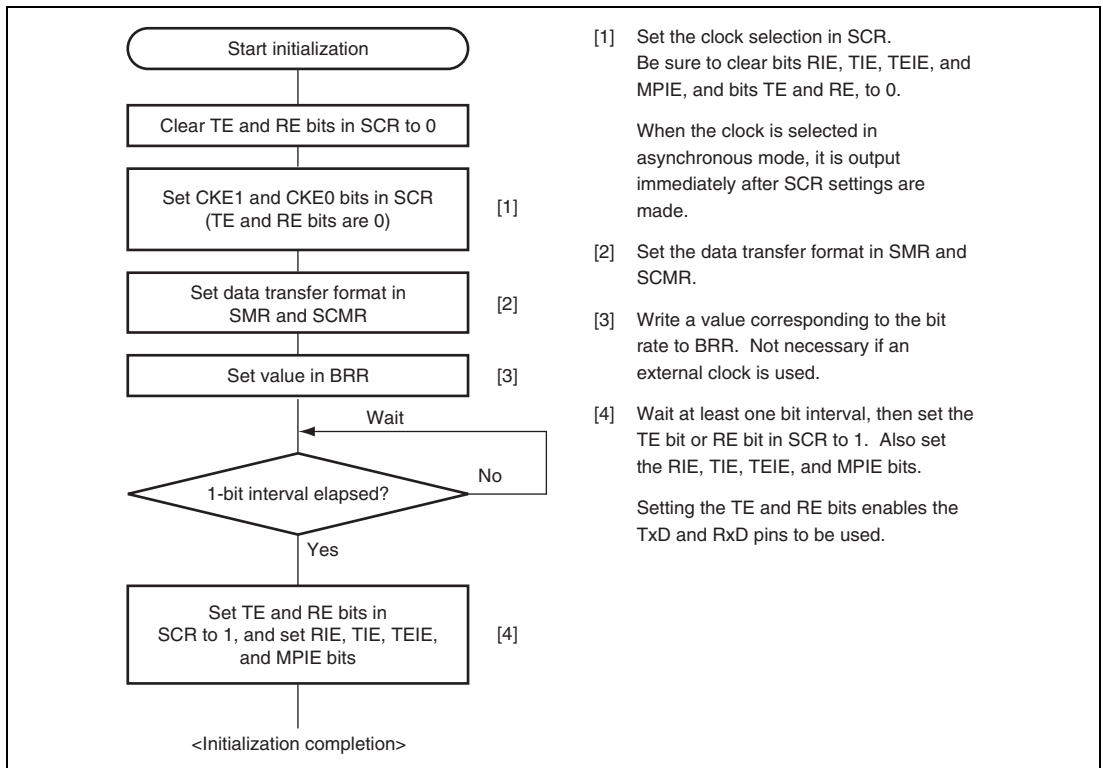 Start initialization
Clear TE and RE bits in SCR to 0
Set CKE1 and CKE0 bits in SCR
(TE and RE bits are 0)
[1]
Set data transfer format in
SMR and SCMR
[2]
Set value in BRR
[3]
Wait
1-bit interval elapsed?
No
Yes
Set TE and RE bits in
SCR to 1, and set RIE, TIE, TEIE,
and MPIE bits
[4]
<Initialization completion>
[1] Set the clock selection in SCR.
Be sure to clear bits RIE, TIE, TEIE, and
MPIE, and bits TE and RE, to 0.
When the clock is selected in
asynchronous mode, it is output
immediately after SCR settings are
made.
[2] Set the data transfer format in SMR and
SCMR.
[3] Write a value corresponding to the bit
rate to BRR. Not necessary if an
external clock is used.
[4] Wait at least one bit interval, then set the
TE bit or RE bit in SCR to 1. Also set
the RIE, TIE, TEIE, and MPIE bits.
Setting the TE and RE bits enables the
TxD and RxD pins to be used.